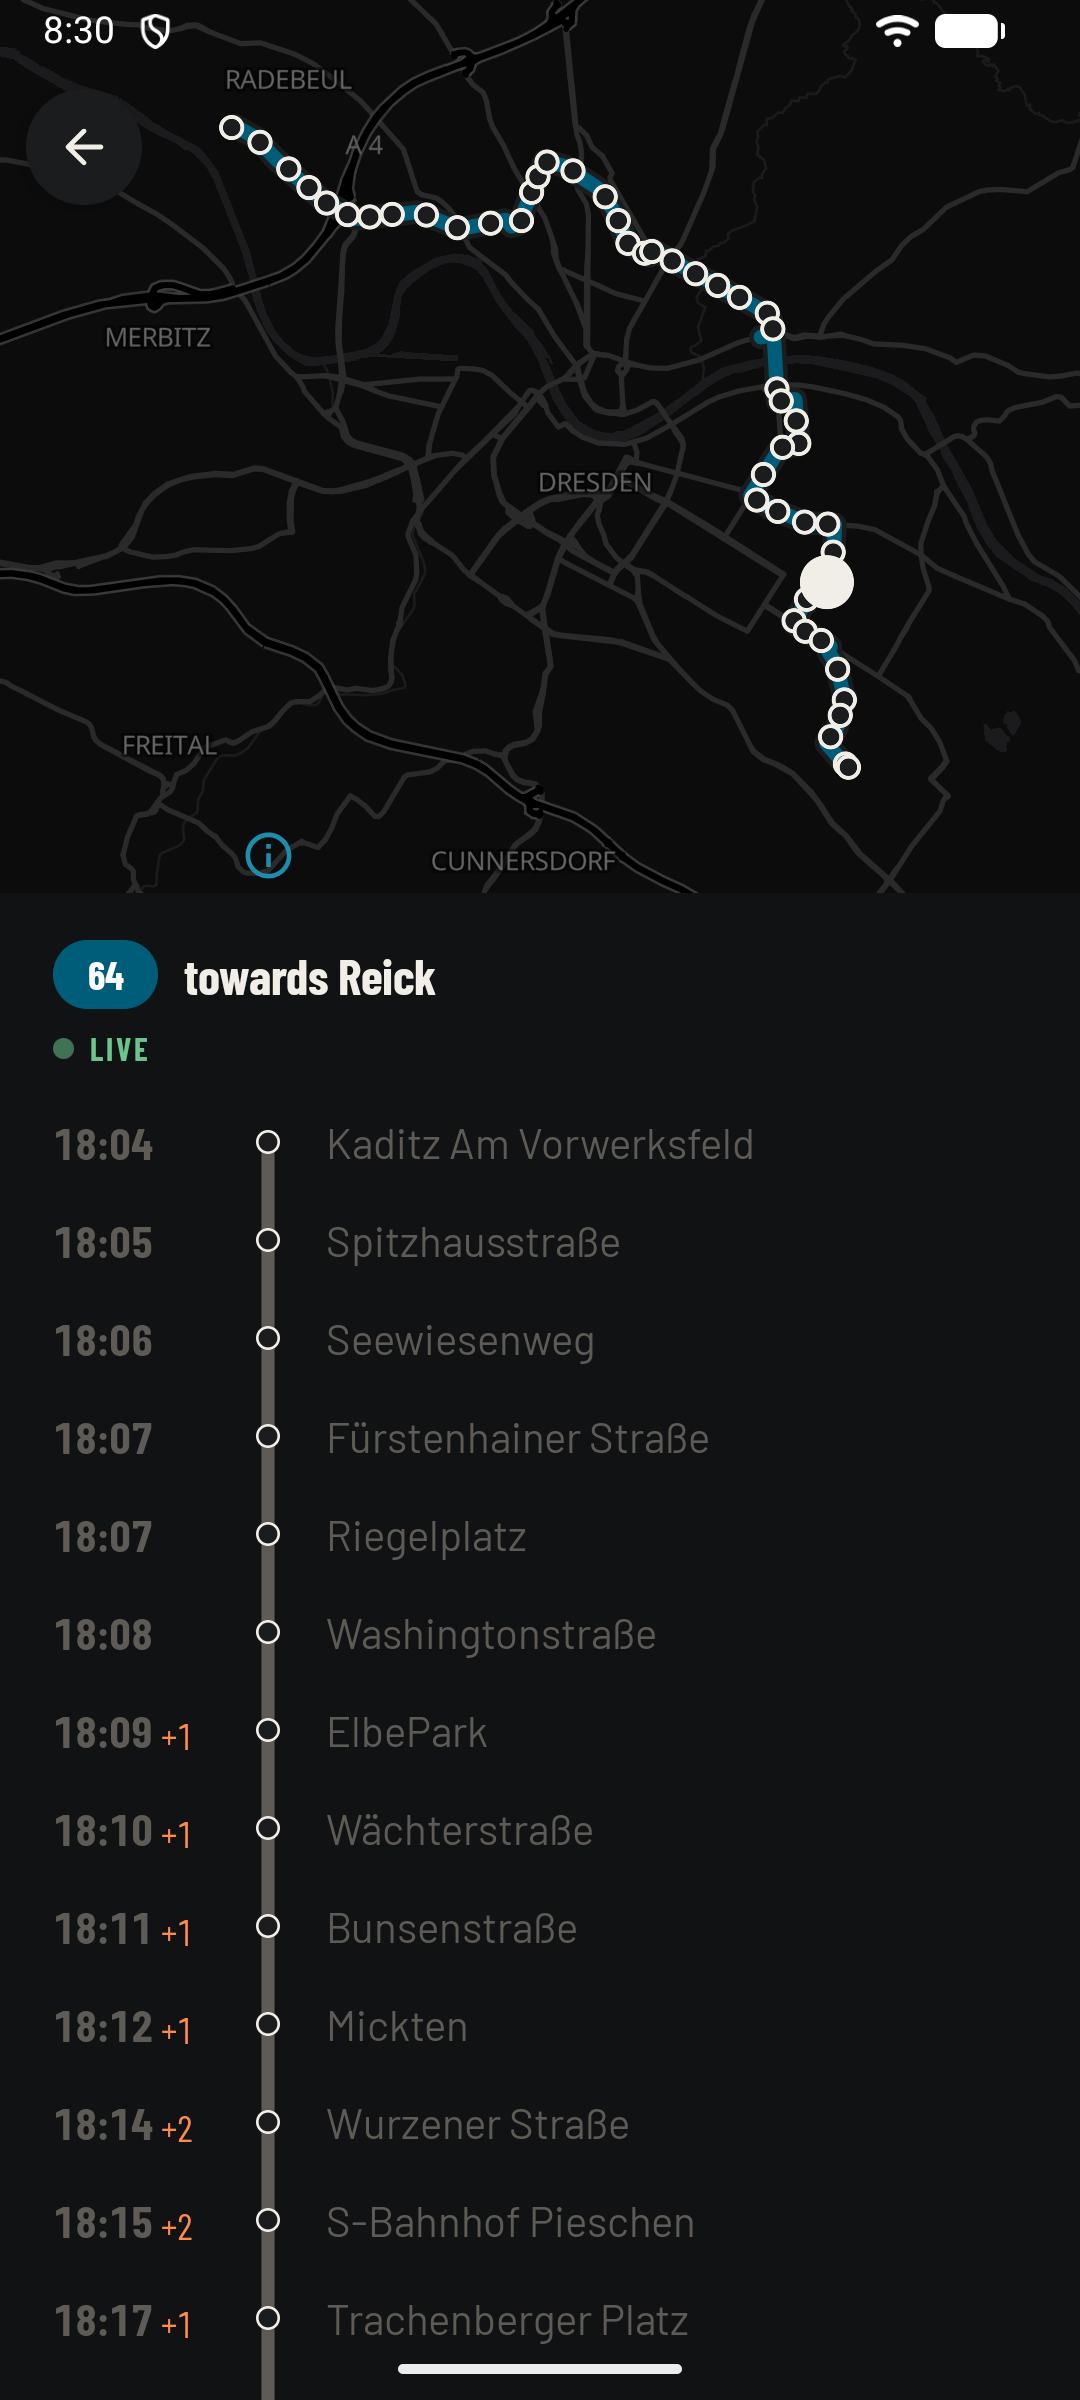 8:30
RADEBEUL
A 4
MERBITZ
DRESDEN
FREITAL
CUNNERSDORF
64 towards Reick
LIVE
18:04 Kaditz Am Vorwerksfeld
18:05 Spitzhausstraße
18:06 Seewiesenweg
18:07 Fürstenhainer Straße
18:07 Riegelplatz
18:08 Washingtonstraße
18:09 +1 ElbePark
18:10 +1 Wächterstraße
18:11 +1 Bunsenstraße
18:12 +1 Mickten
18:14 +2 Wurzener Straße
18:15 +2 S-Bahnhof Pieschen
18:17 +1 Trachenberger Platz